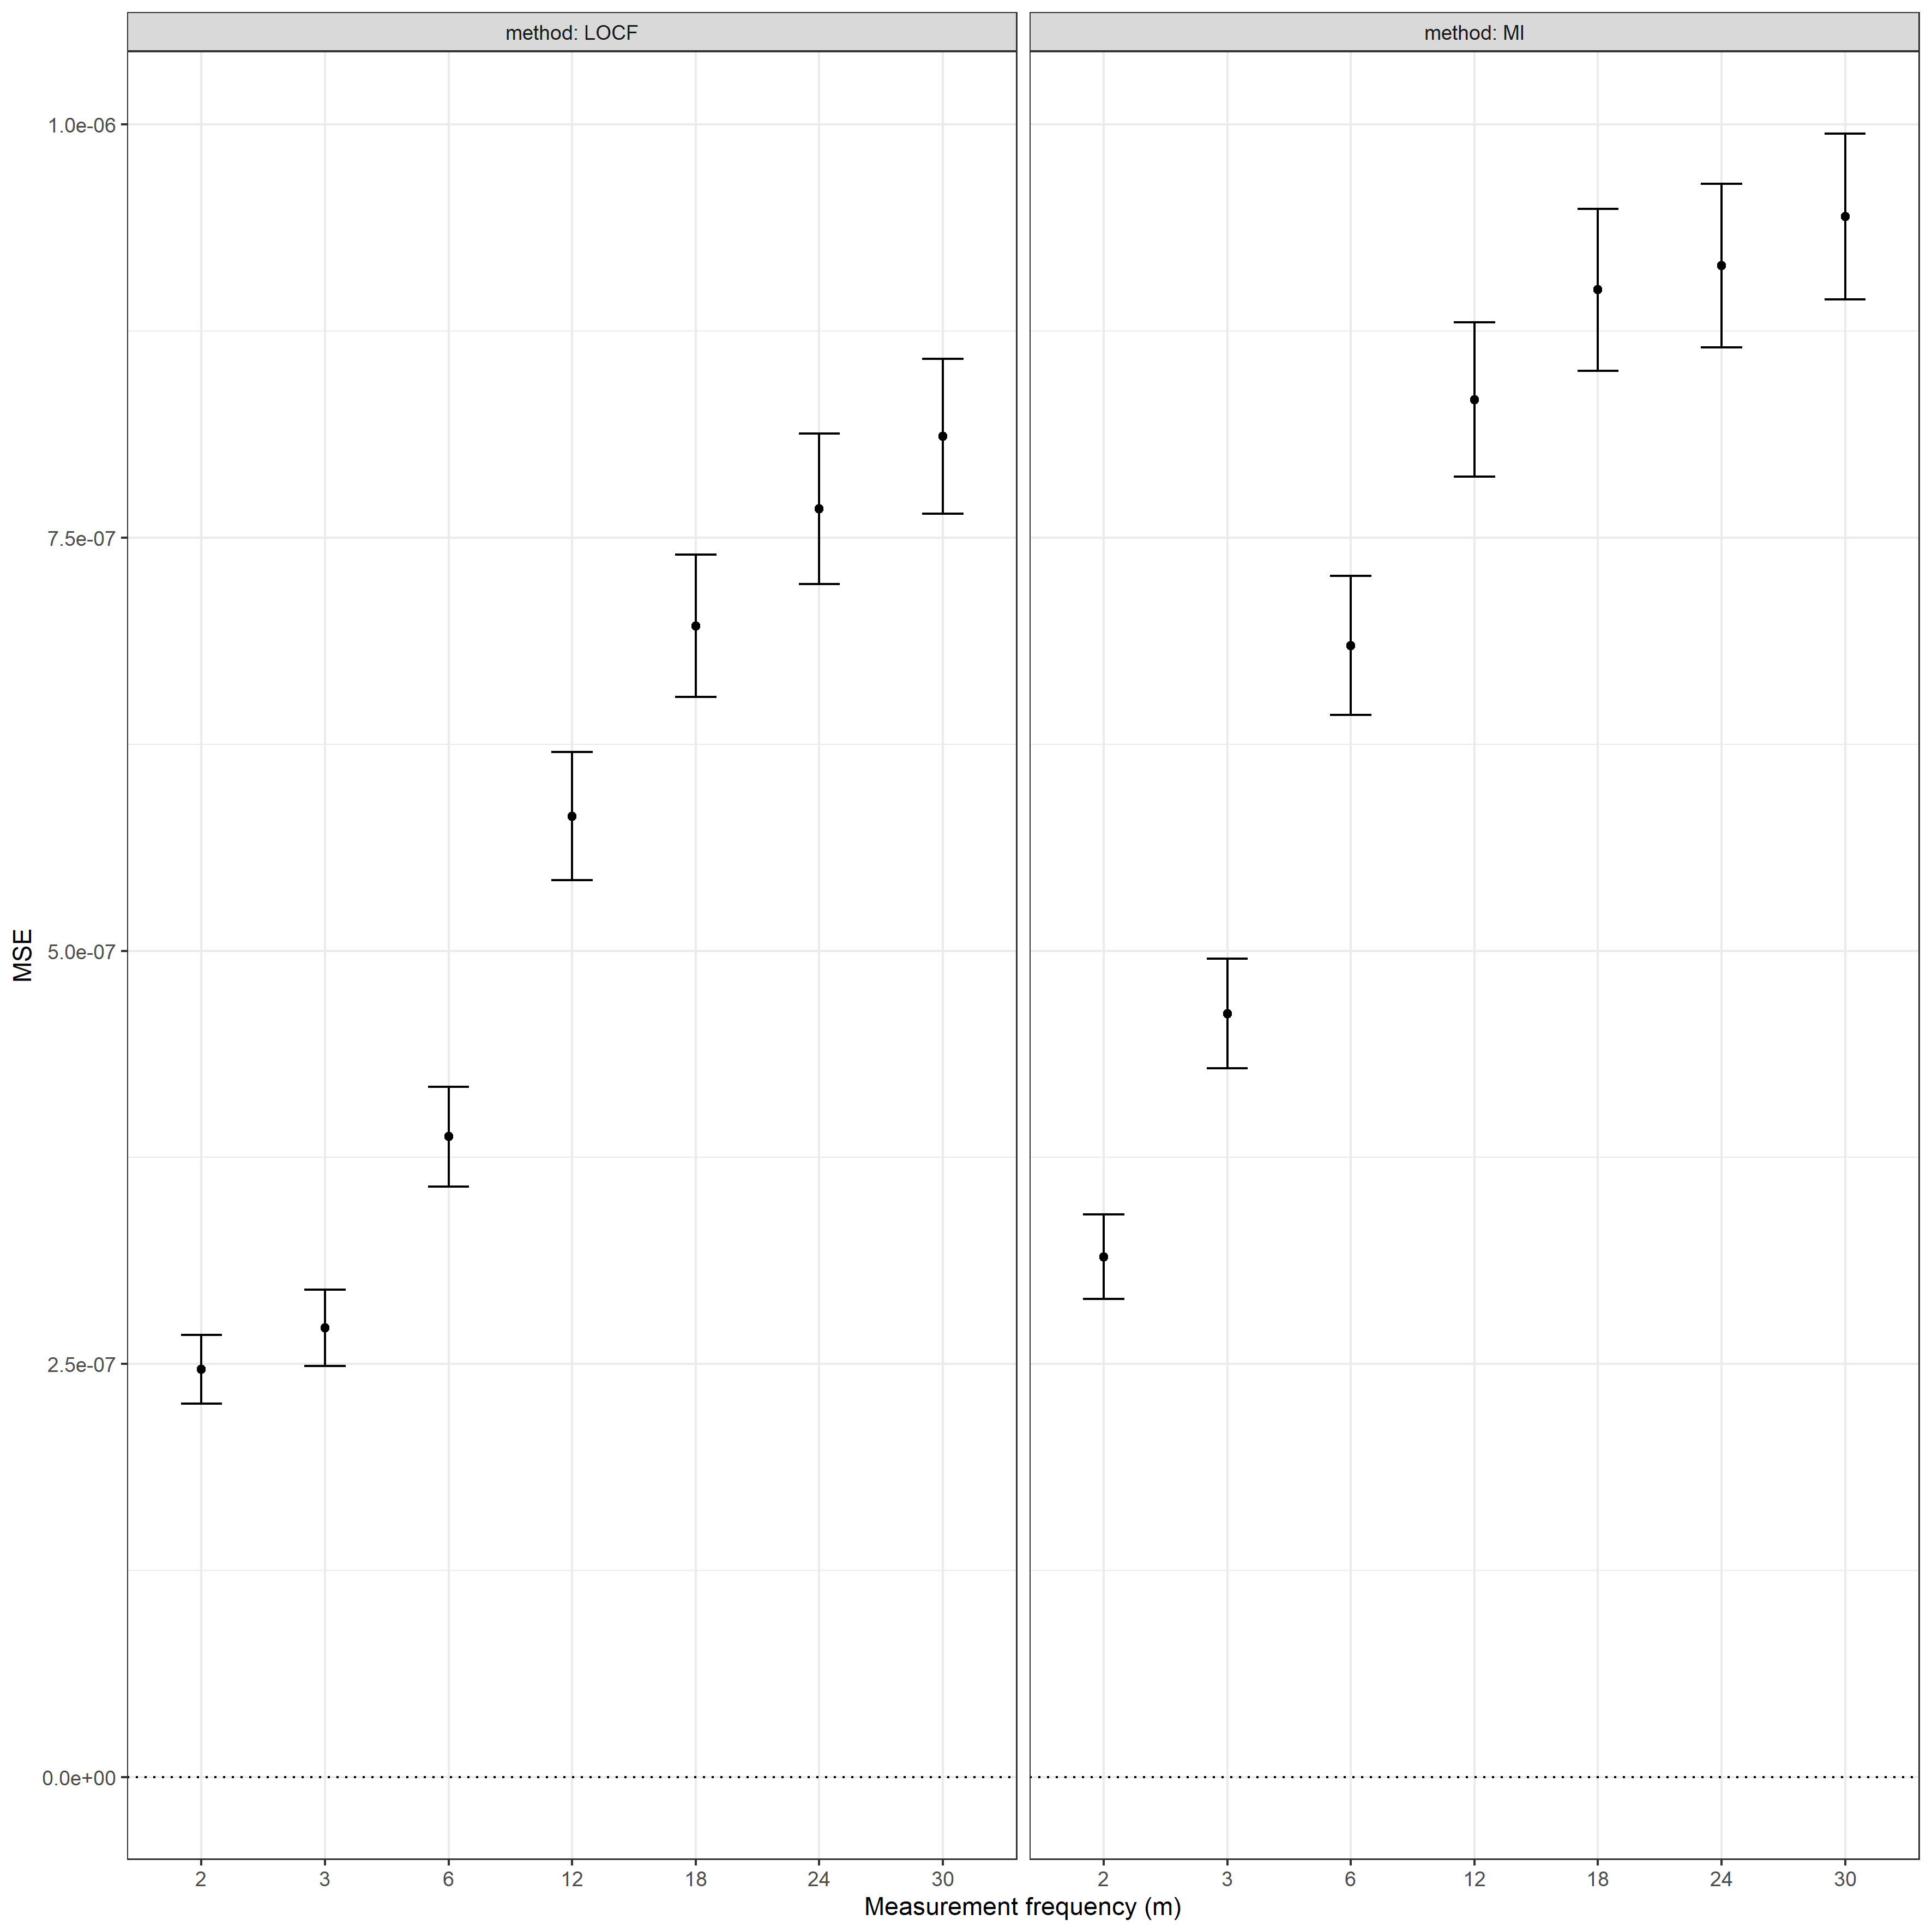 method: LOCF
method: MI
1.0e-06
7.5e-07
5.0e-07
2.5e-07
0.0e+00
MSE
2 3 6 12 18 24 30
2 3 6 12 18 24 30
Measurement frequency (m)